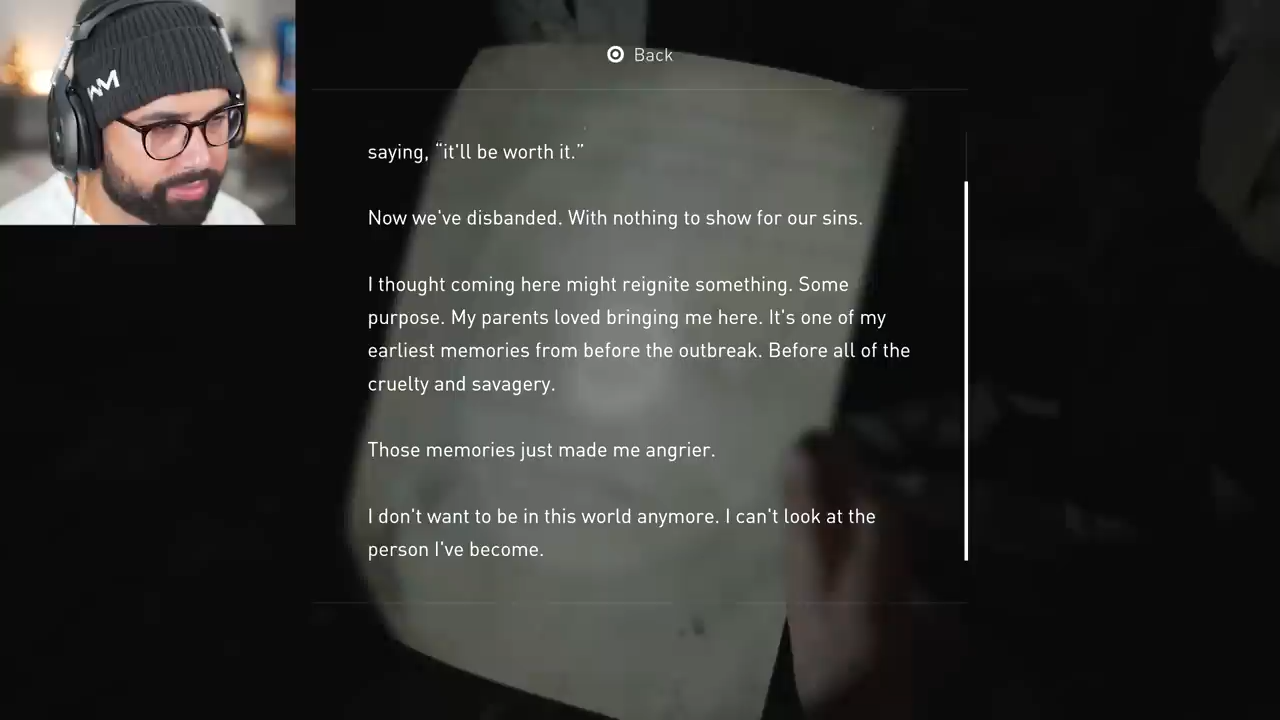 Back
saying, “it'll be worth it.”
Now we've disbanded. With nothing to show for our sins.
I thought coming here might reignite something. Some
purpose. My parents loved bringing me here. It's one of my
earliest memories from before the outbreak. Before all of the
cruelty and savagery.
Those memories just made me angrier.
I don't want to be in this world anymore. I can't look at the
person I've become.